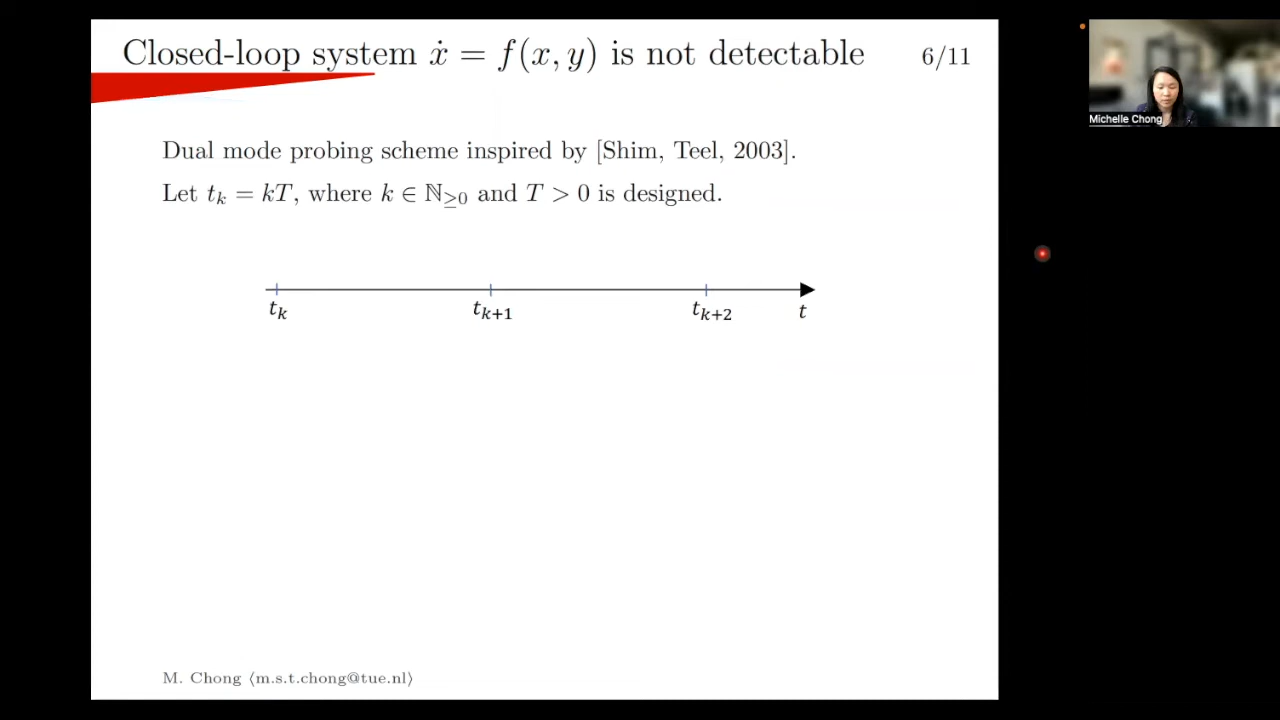 Closed-loop system ẋ = f(x, y) is not detectable 6/11
Michelle Chong
Dual mode probing scheme inspired by [Shim, Teel, 2003].
Let tₖ = kT, where k ∈ ℕ≥0 and T > 0 is designed.
tₖ tₖ₊₁ tₖ₊₂ t
M. Chong ⟨m.s.t.chong@tue.nl⟩